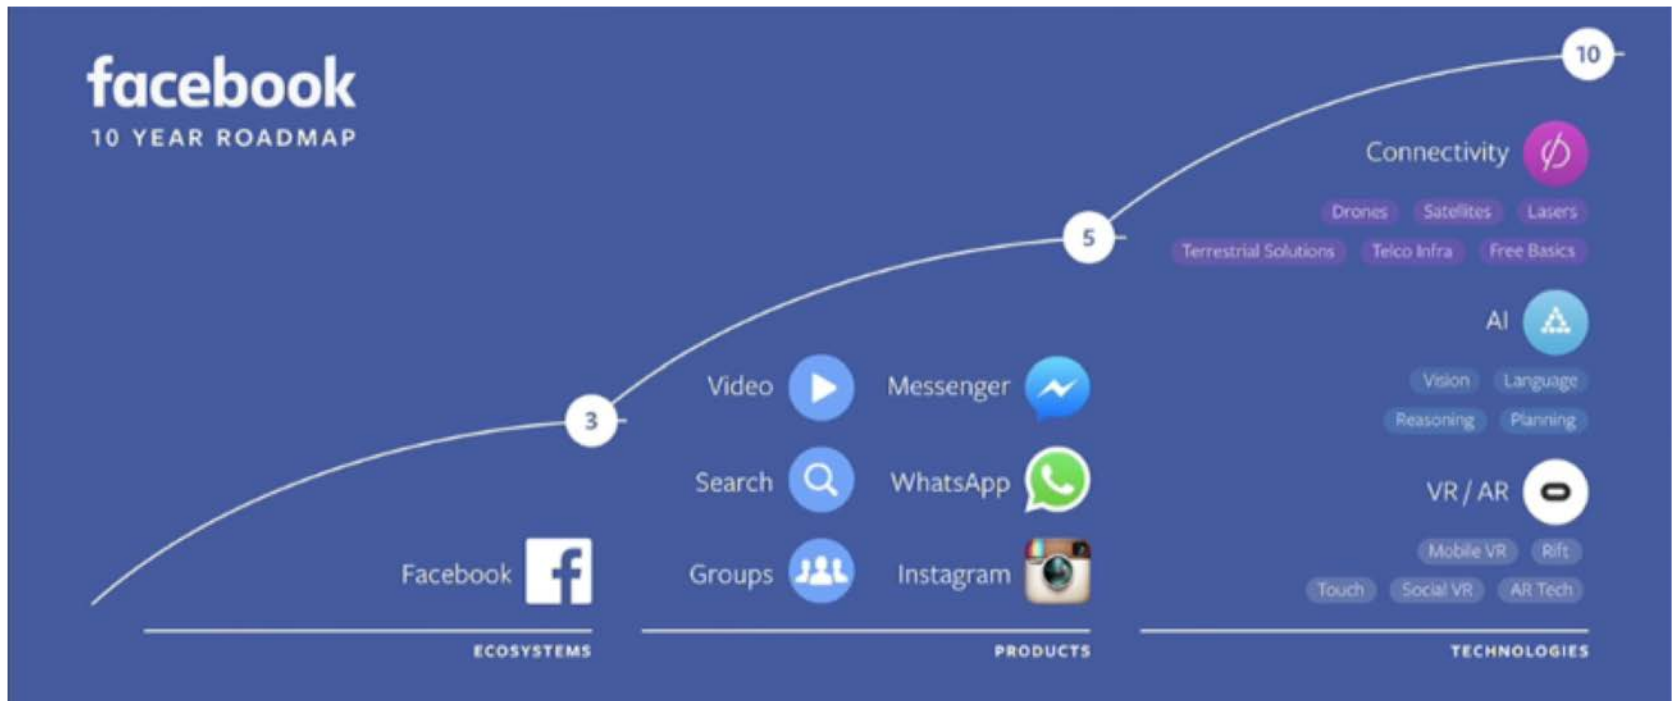 facebook
10 YEAR ROADMAP
3
5
10
Facebook
ECOSYSTEMS
Video
Messenger
Search
WhatsApp
Groups
Instagram
PRODUCTS
Connectivity
Drones Satellites Lasers
Terrestrial Solutions Telco Infra Free Basics
AI
Vision Language
Reasoning Planning
VR / AR
Mobile VR Rift
Touch Social VR AR Tech
TECHNOLOGIES